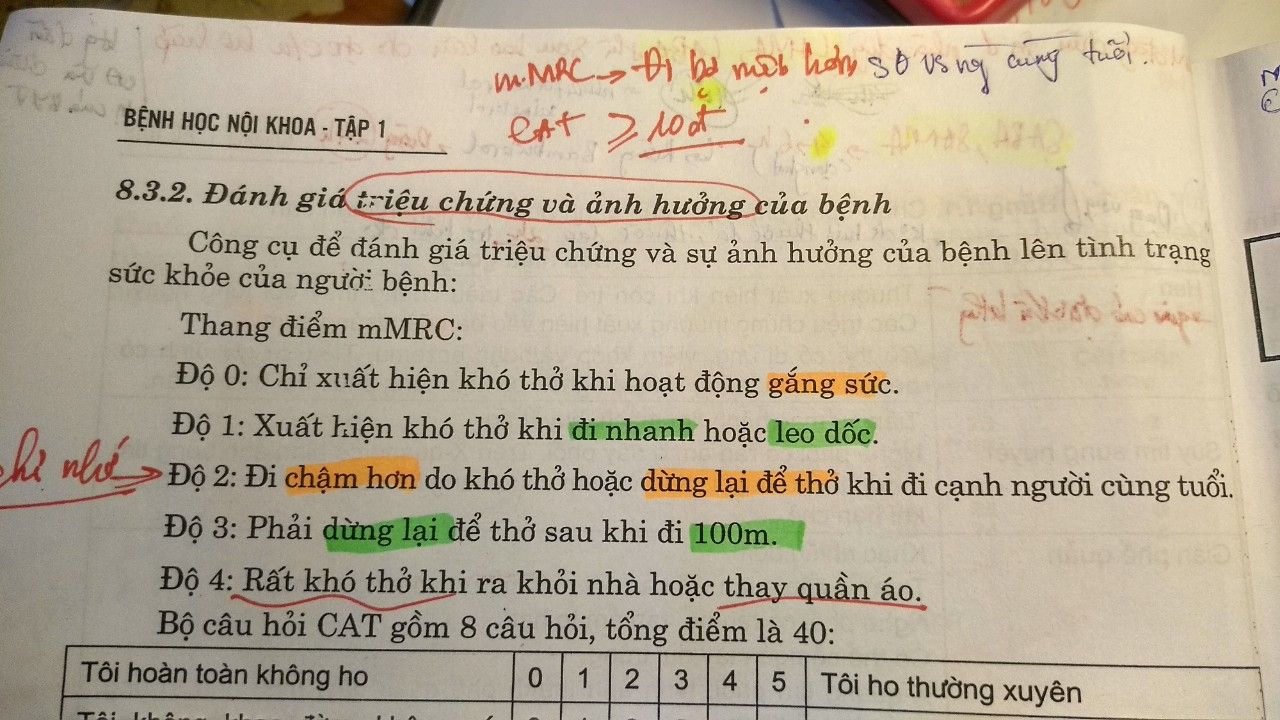 mMRC → Đi bộ mệt hơn so vs ng cùng tuổi.
BỆNH HỌC NỘI KHOA - TẬP 1
CAT ≥ 10đ
8.3.2. Đánh giá triệu chứng và ảnh hưởng của bệnh
Công cụ để đánh giá triệu chứng và sự ảnh hưởng của bệnh lên tình trạng
sức khỏe của người bệnh:
Thang điểm mMRC:
Độ 0: Chỉ xuất hiện khó thở khi hoạt động gắng sức.
Độ 1: Xuất hiện khó thở khi đi nhanh hoặc leo dốc.
nhớ → Độ 2: Đi chậm hơn do khó thở hoặc dừng lại để thở khi đi cạnh người cùng tuổi.
Độ 3: Phải dừng lại để thở sau khi đi 100m.
Độ 4: Rất khó thở khi ra khỏi nhà hoặc thay quần áo.
Bộ câu hỏi CAT gồm 8 câu hỏi, tổng điểm là 40:
Tôi hoàn toàn không ho 0 1 2 3 4 5 Tôi ho thường xuyên